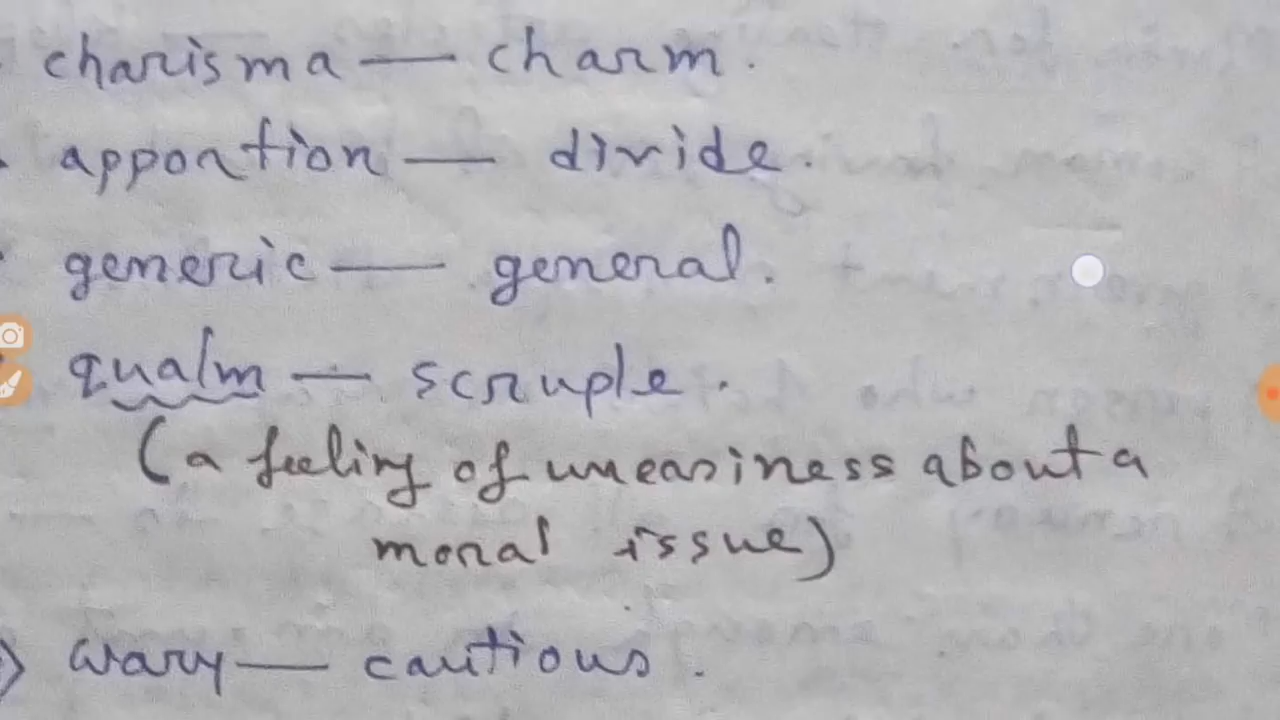 charisma — charm.
apportion — divide.
generic — general.
qualm — scruple.
(a feeling of uneasiness about a
moral issue)
wary — cautious.